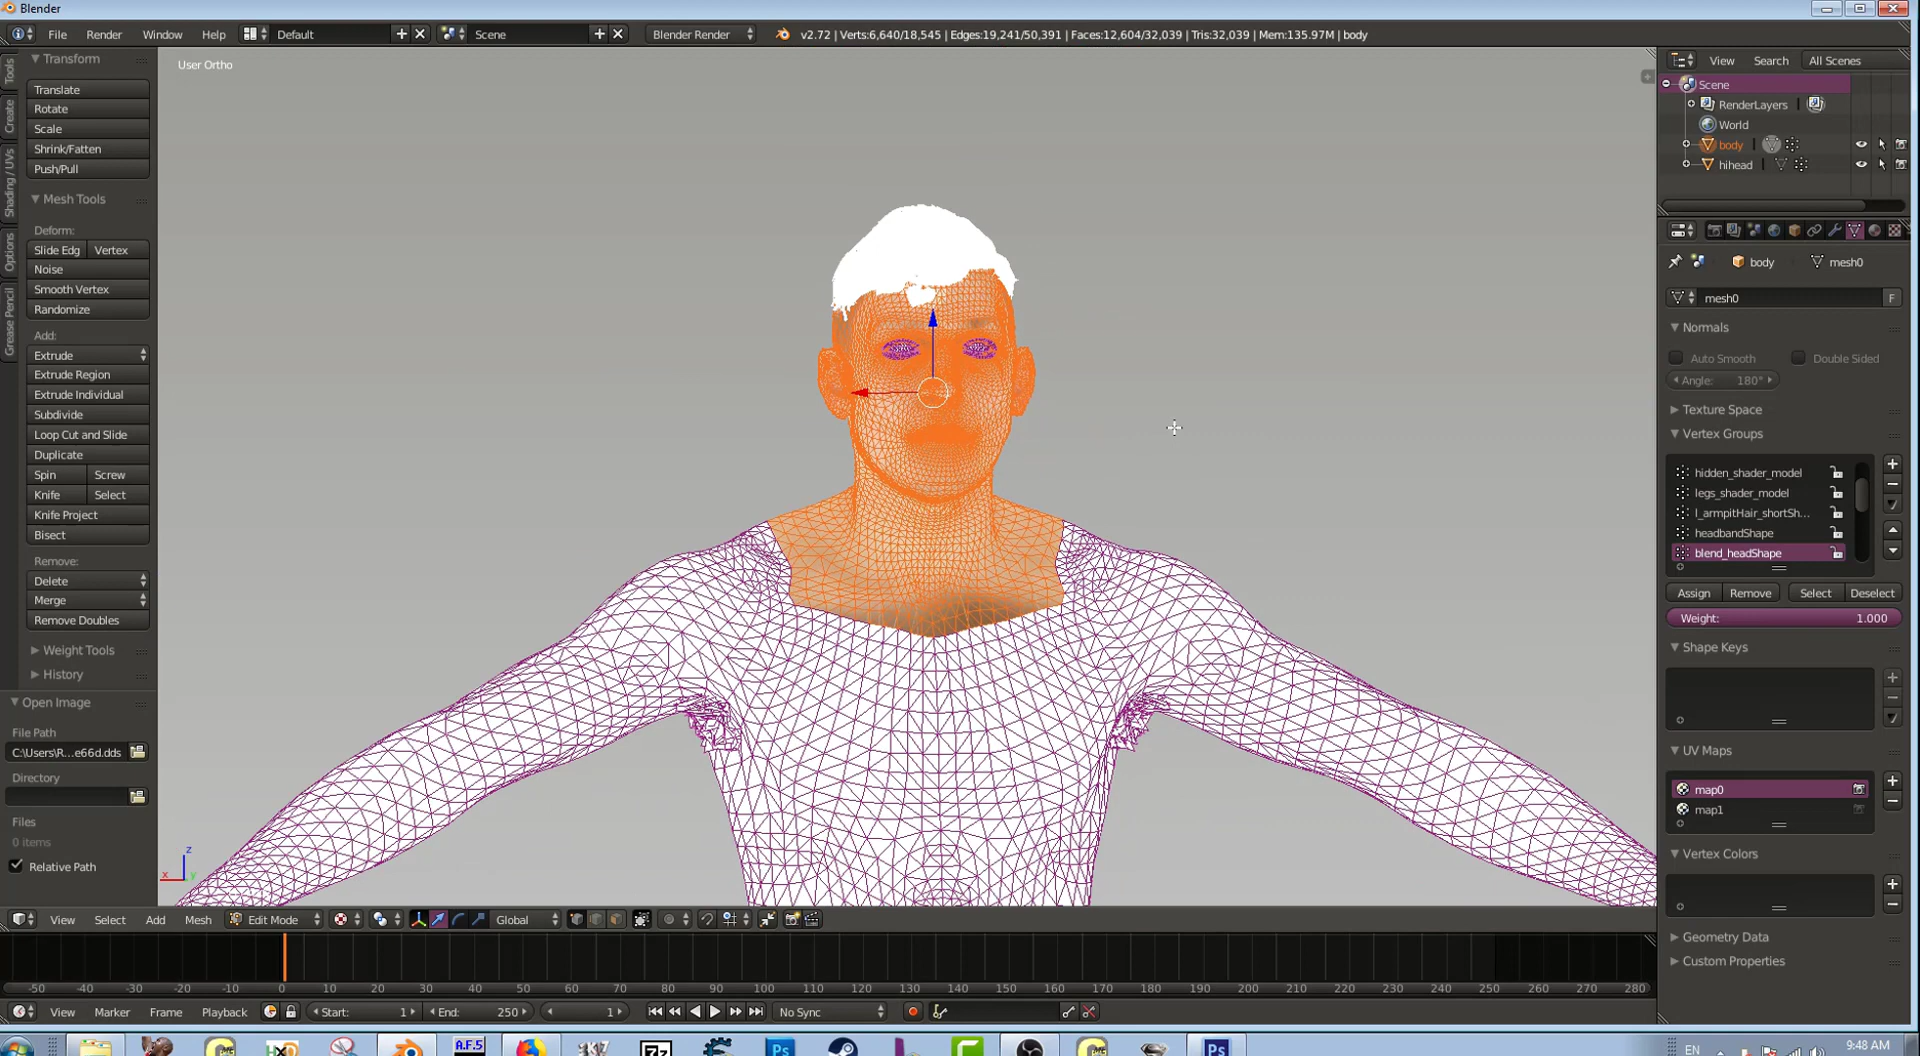 Blender
File Render Window Help Default Scene Blender Render v2.72 | Verts:6,640/18,545 | Edges:19,241/50,391 | Faces:12,604/32,039 | Tris:32,039 | Mem:135.97M | body
Tools
Create
Shading / UVs
Options
Grease Pencil
Transform
Translate
Rotate
Scale
Shrink/Fatten
Push/Pull
Mesh Tools
Deform:
Slide Edg Vertex
Noise
Smooth Vertex
Randomize
Add:
Extrude
Extrude Region
Extrude Individual
Subdivide
Loop Cut and Slide
Duplicate
Spin Screw
Knife Select
Knife Project
Bisect
Remove:
Delete
Merge
Remove Doubles
Weight Tools
History
Open Image
File Path
C:\Users\R...e66d.dds
Directory
Files
0 items
Relative Path
User Ortho
z
x y
View Select Add Mesh Edit Mode Global
View Search All Scenes
Scene
RenderLayers |
World
body |
hihead |
body mesh0
mesh0 F
Normals
Auto Smooth Double Sided
Angle: 180°
Texture Space
Vertex Groups
hidden_shader_model
legs_shader_model
l_armpitHair_shortSh...
headbandShape
blend_headShape
Assign Remove Select Deselect
Weight: 1.000
Shape Keys
UV Maps
map0
map1
Vertex Colors
Geometry Data
Custom Properties
-50 -40 -30 -20 -10 0 10 20 30 40 50 60 70 80 90 100 110 120 130 140 150 160 170 180 190 200 210 220 230 240 250 260 270 280
View Marker Frame Playback Start: 1 End: 250 1 No Sync
A.F.5 Ps Ps EN 9:48 AM